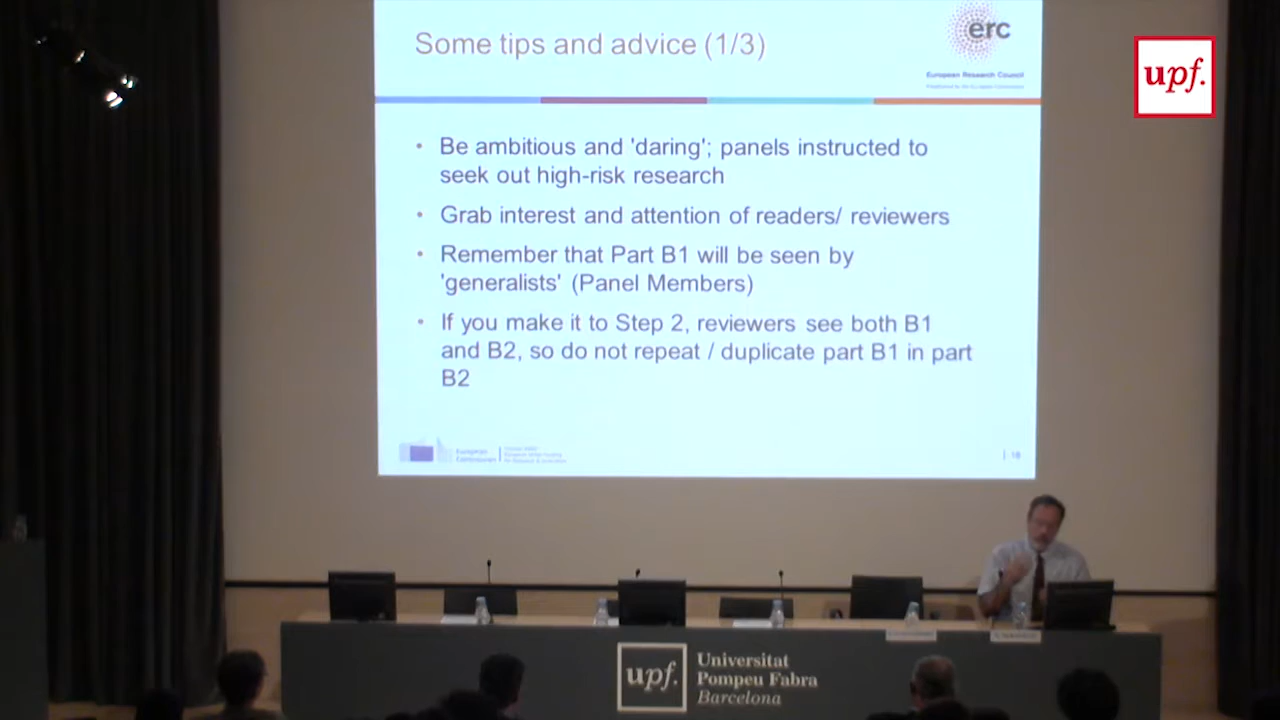 Some tips and advice (1/3)
erc
European Research Council
upf.
• Be ambitious and 'daring'; panels instructed to
seek out high-risk research
• Grab interest and attention of readers/ reviewers
• Remember that Part B1 will be seen by
'generalists' (Panel Members)
• If you make it to Step 2, reviewers see both B1
and B2, so do not repeat / duplicate part B1 in part
B2
European
Commission
| 18
upf.
Universitat
Pompeu Fabra
Barcelona